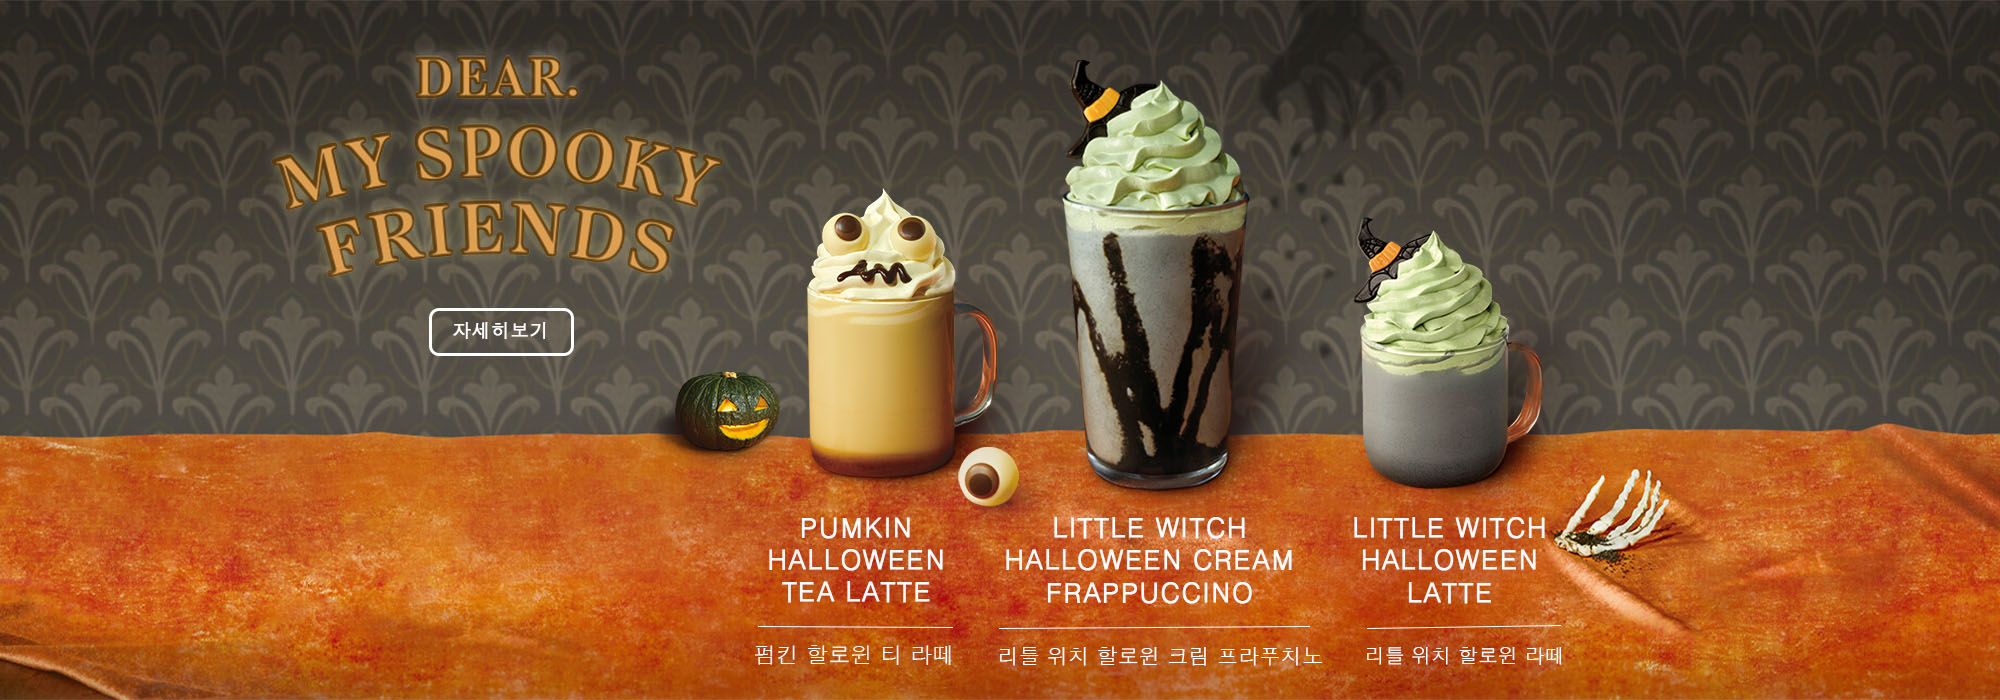 DEAR.
MY SPOOKY
FRIENDS
자세히보기
PUMKIN
HALLOWEEN
TEA LATTE
펌킨 할로윈 티 라떼
LITTLE WITCH
HALLOWEEN CREAM
FRAPPUCCINO
리틀 위치 할로윈 크림 프라푸치노
LITTLE WITCH
HALLOWEEN
LATTE
리틀 위치 할로윈 라떼